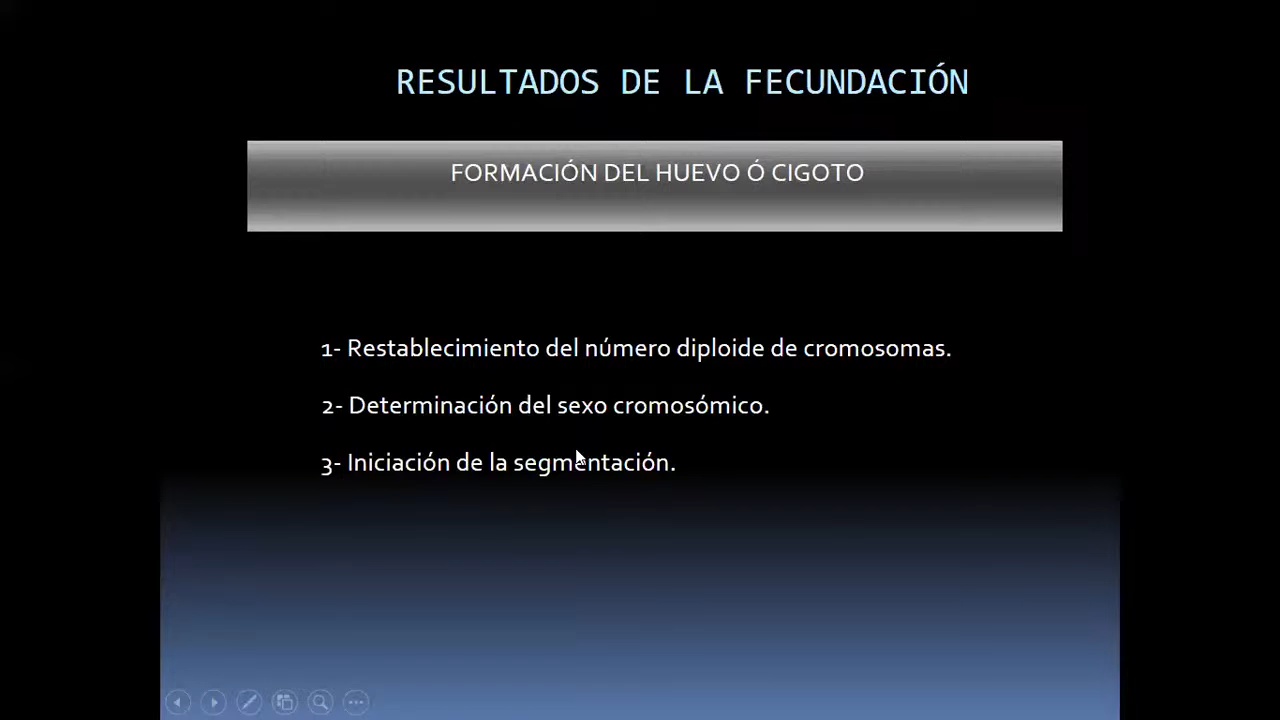 RESULTADOS DE LA FECUNDACIÓN
FORMACIÓN DEL HUEVO Ó CIGOTO
1- Restablecimiento del número diploide de cromosomas.
2- Determinación del sexo cromosómico.
3- Iniciación de la segmentación.